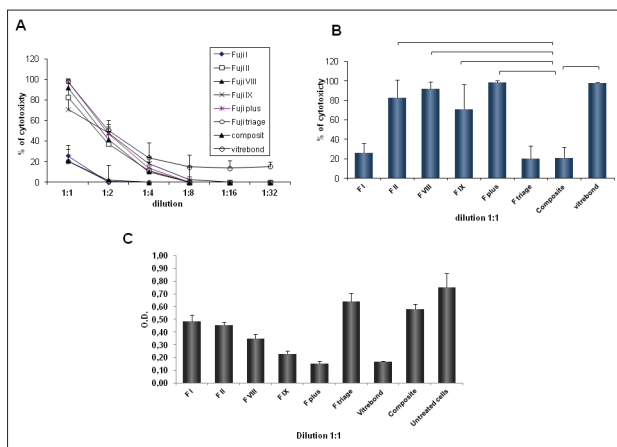 A
% of cytotoxicty
120
100
80
60
40
20
0
1:1 1:2 1:4 1:8 1:16 1:32
dilution
Fuji I
Fuji II
Fuji VIII
Fuji IX
Fuji plus
Fuji triage
composit
vitrebond
B
% of cytotoxicity
120
100
80
60
40
20
0
F I F II F VIII F IX F plus F triage Composite vitrebond
dilution 1:1
C
O.D.
1,00
0,90
0,80
0,70
0,60
0,50
0,40
0,30
0,20
0,10
0,00
F I F II F VIII F IX F plus F triage Vitrebond Composite Untreated cells
Dilution 1:1